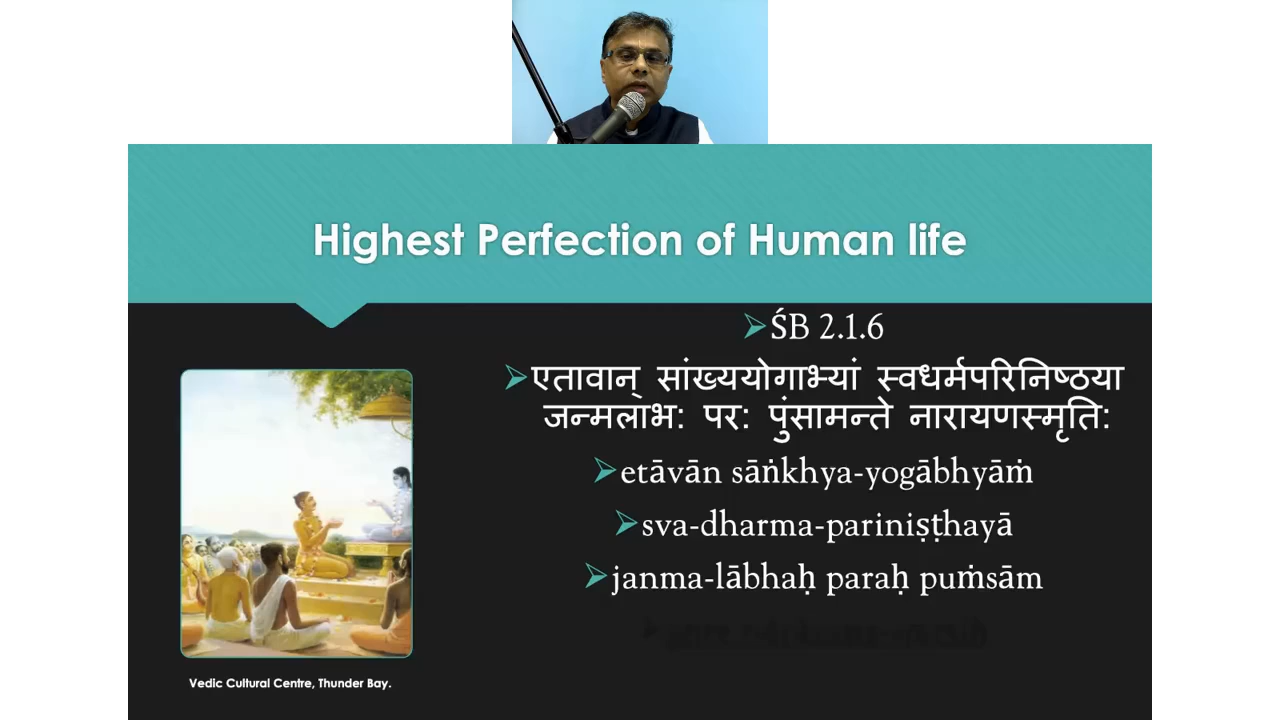 Highest Perfection of Human life
ŚB 2.1.6
एतावान् सांख्ययोगाभ्यां स्वधर्मपरिनिष्ठया
जन्मलाभ: पर: पुंसामन्ते नारायणस्मृति:
etāvān sāṅkhya-yogābhyāṁ
sva-dharma-pariniṣṭhayā
janma-lābhaḥ paraḥ puṁsām
Vedic Cultural Centre, Thunder Bay.